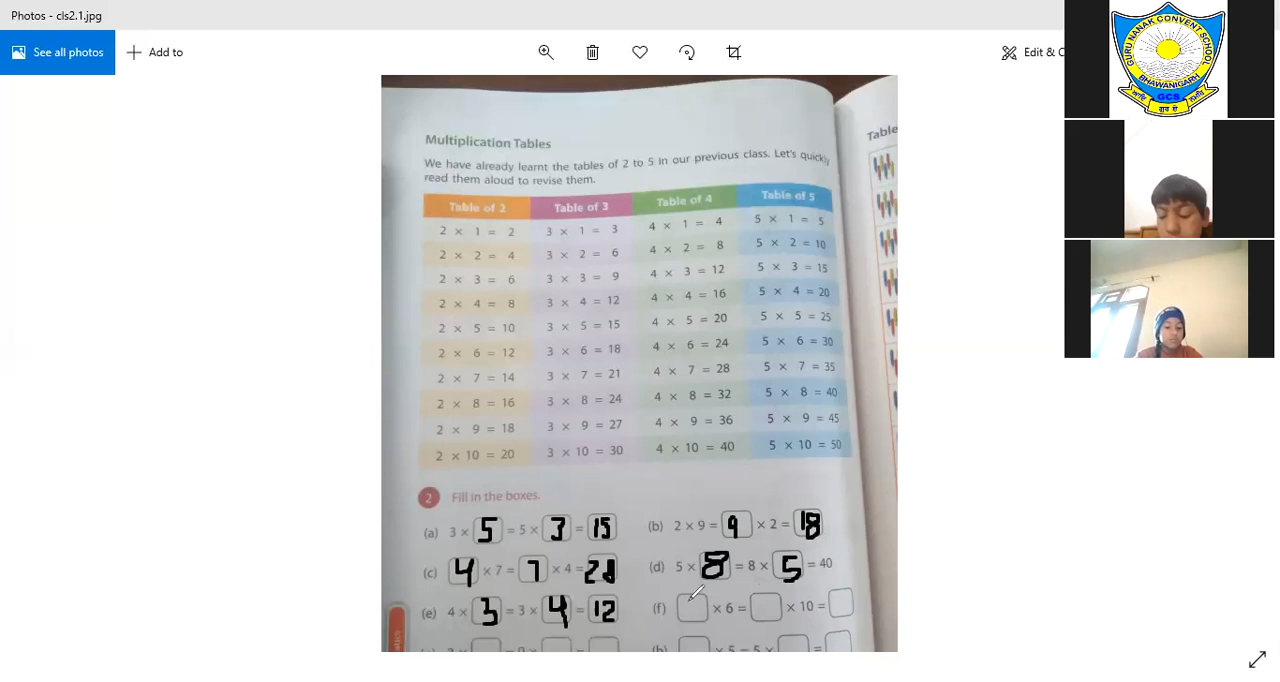 Photos - cls2.1.jpg
See all photos
Add to
Edit & C
GURU NANAK CONVENT SCHOOL
BHAWANIGARH
GCS
Table
Multiplication Tables
We have already learnt the tables of 2 to 5 in our previous class. Let's quickly
read them aloud to revise them.
Table of 2 Table of 3 Table of 4 Table of 5
2 × 1 = 2 3 × 1 = 3 4 × 1 = 4 5 × 1 = 5
2 × 2 = 4 3 × 2 = 6 4 × 2 = 8 5 × 2 = 10
2 × 3 = 6 3 × 3 = 9 4 × 3 = 12 5 × 3 = 15
2 × 4 = 8 3 × 4 = 12 4 × 4 = 16 5 × 4 = 20
2 × 5 = 10 3 × 5 = 15 4 × 5 = 20 5 × 5 = 25
2 × 6 = 12 3 × 6 = 18 4 × 6 = 24 5 × 6 = 30
2 × 7 = 14 3 × 7 = 21 4 × 7 = 28 5 × 7 = 35
2 × 8 = 16 3 × 8 = 24 4 × 8 = 32 5 × 8 = 40
2 × 9 = 18 3 × 9 = 27 4 × 9 = 36 5 × 9 = 45
2 × 10 = 20 3 × 10 = 30 4 × 10 = 40 5 × 10 = 50
2 Fill in the boxes.
(a) 3 × 5 = 5 × 3 = 15 (b) 2 × 9 = 9 × 2 = 18
(c) 4 × 7 = 7 × 4 = 28 (d) 5 × 8 = 8 × 5 = 40
(e) 4 × 3 = 3 × 4 = 12 (f) × 6 = × 10 =
atics